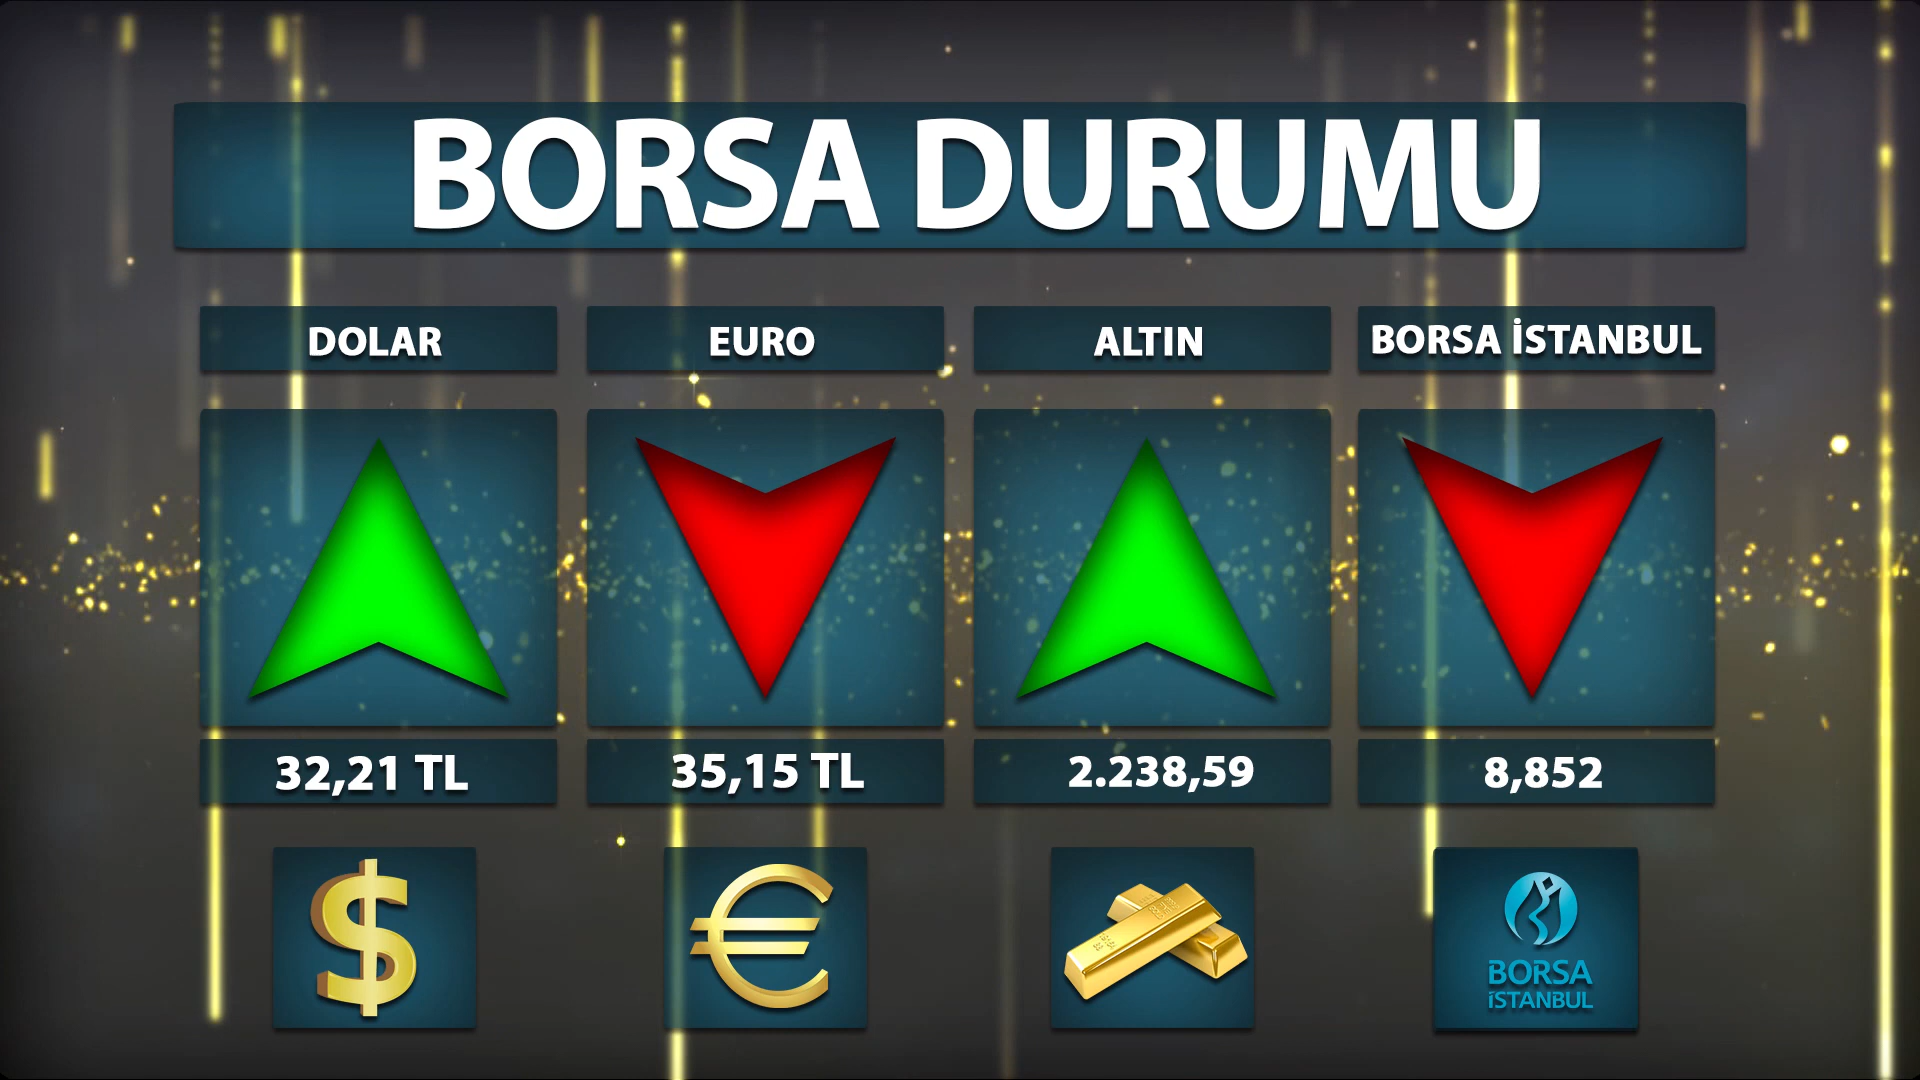 BORSA DURUMU
DOLAR
EURO
ALTIN
BORSA İSTANBUL
32,21 TL
35,15 TL
2.238,59
8,852
BORSA
İSTANBUL